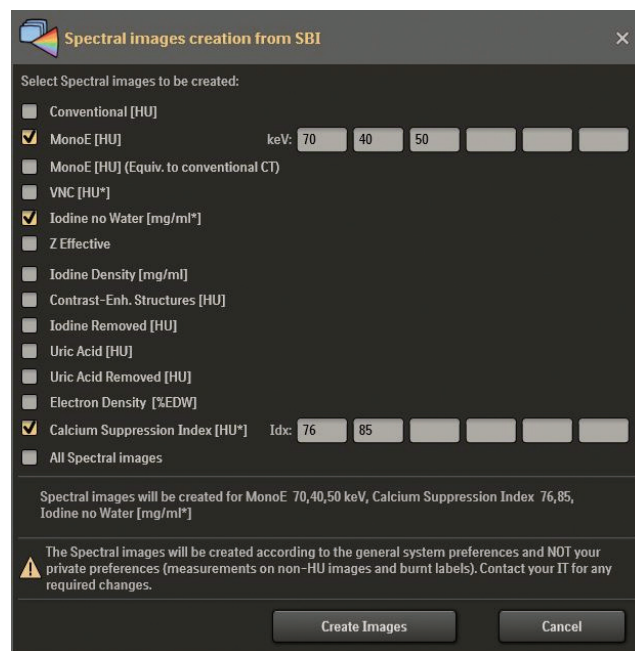 Spectral images creation from SBI
Select Spectral images to be created:
Conventional [HU]
MonoE [HU] keV: 70 40 50
MonoE [HU] (Equiv. to conventional CT)
VNC [HU*]
Iodine no Water [mg/ml*]
Z Effective
Iodine Density [mg/ml]
Contrast-Enh. Structures [HU]
Iodine Removed [HU]
Uric Acid [HU]
Uric Acid Removed [HU]
Electron Density [%EDW]
Calcium Suppression Index [HU*] Idx: 76 85
All Spectral images
Spectral images will be created for MonoE 70,40,50 keV, Calcium Suppression Index 76,85,
Iodine no Water [mg/ml*]
The Spectral images will be created according to the general system preferences and NOT your
private preferences (measurements on non-HU images and burnt labels). Contact your IT for any
required changes.
Create Images Cancel